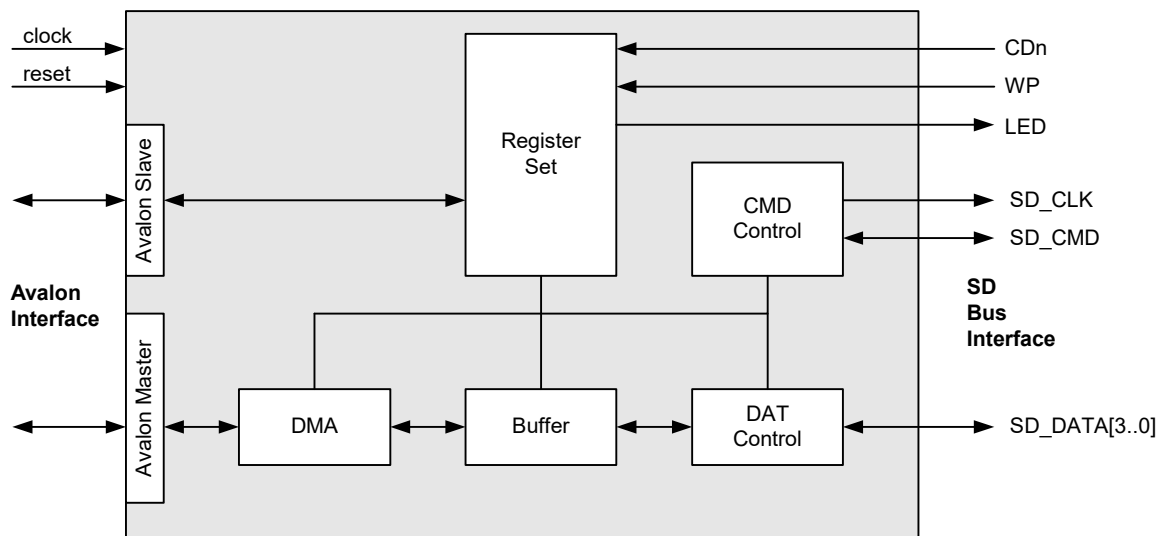 clock
reset
CDn
WP
LED
Register
Set
Avalon Slave
CMD
Control
SD_CLK
SD_CMD
Avalon
Interface
SD
Bus
Interface
Avalon Master
DMA
Buffer
DAT
Control
SD_DATA[3..0]